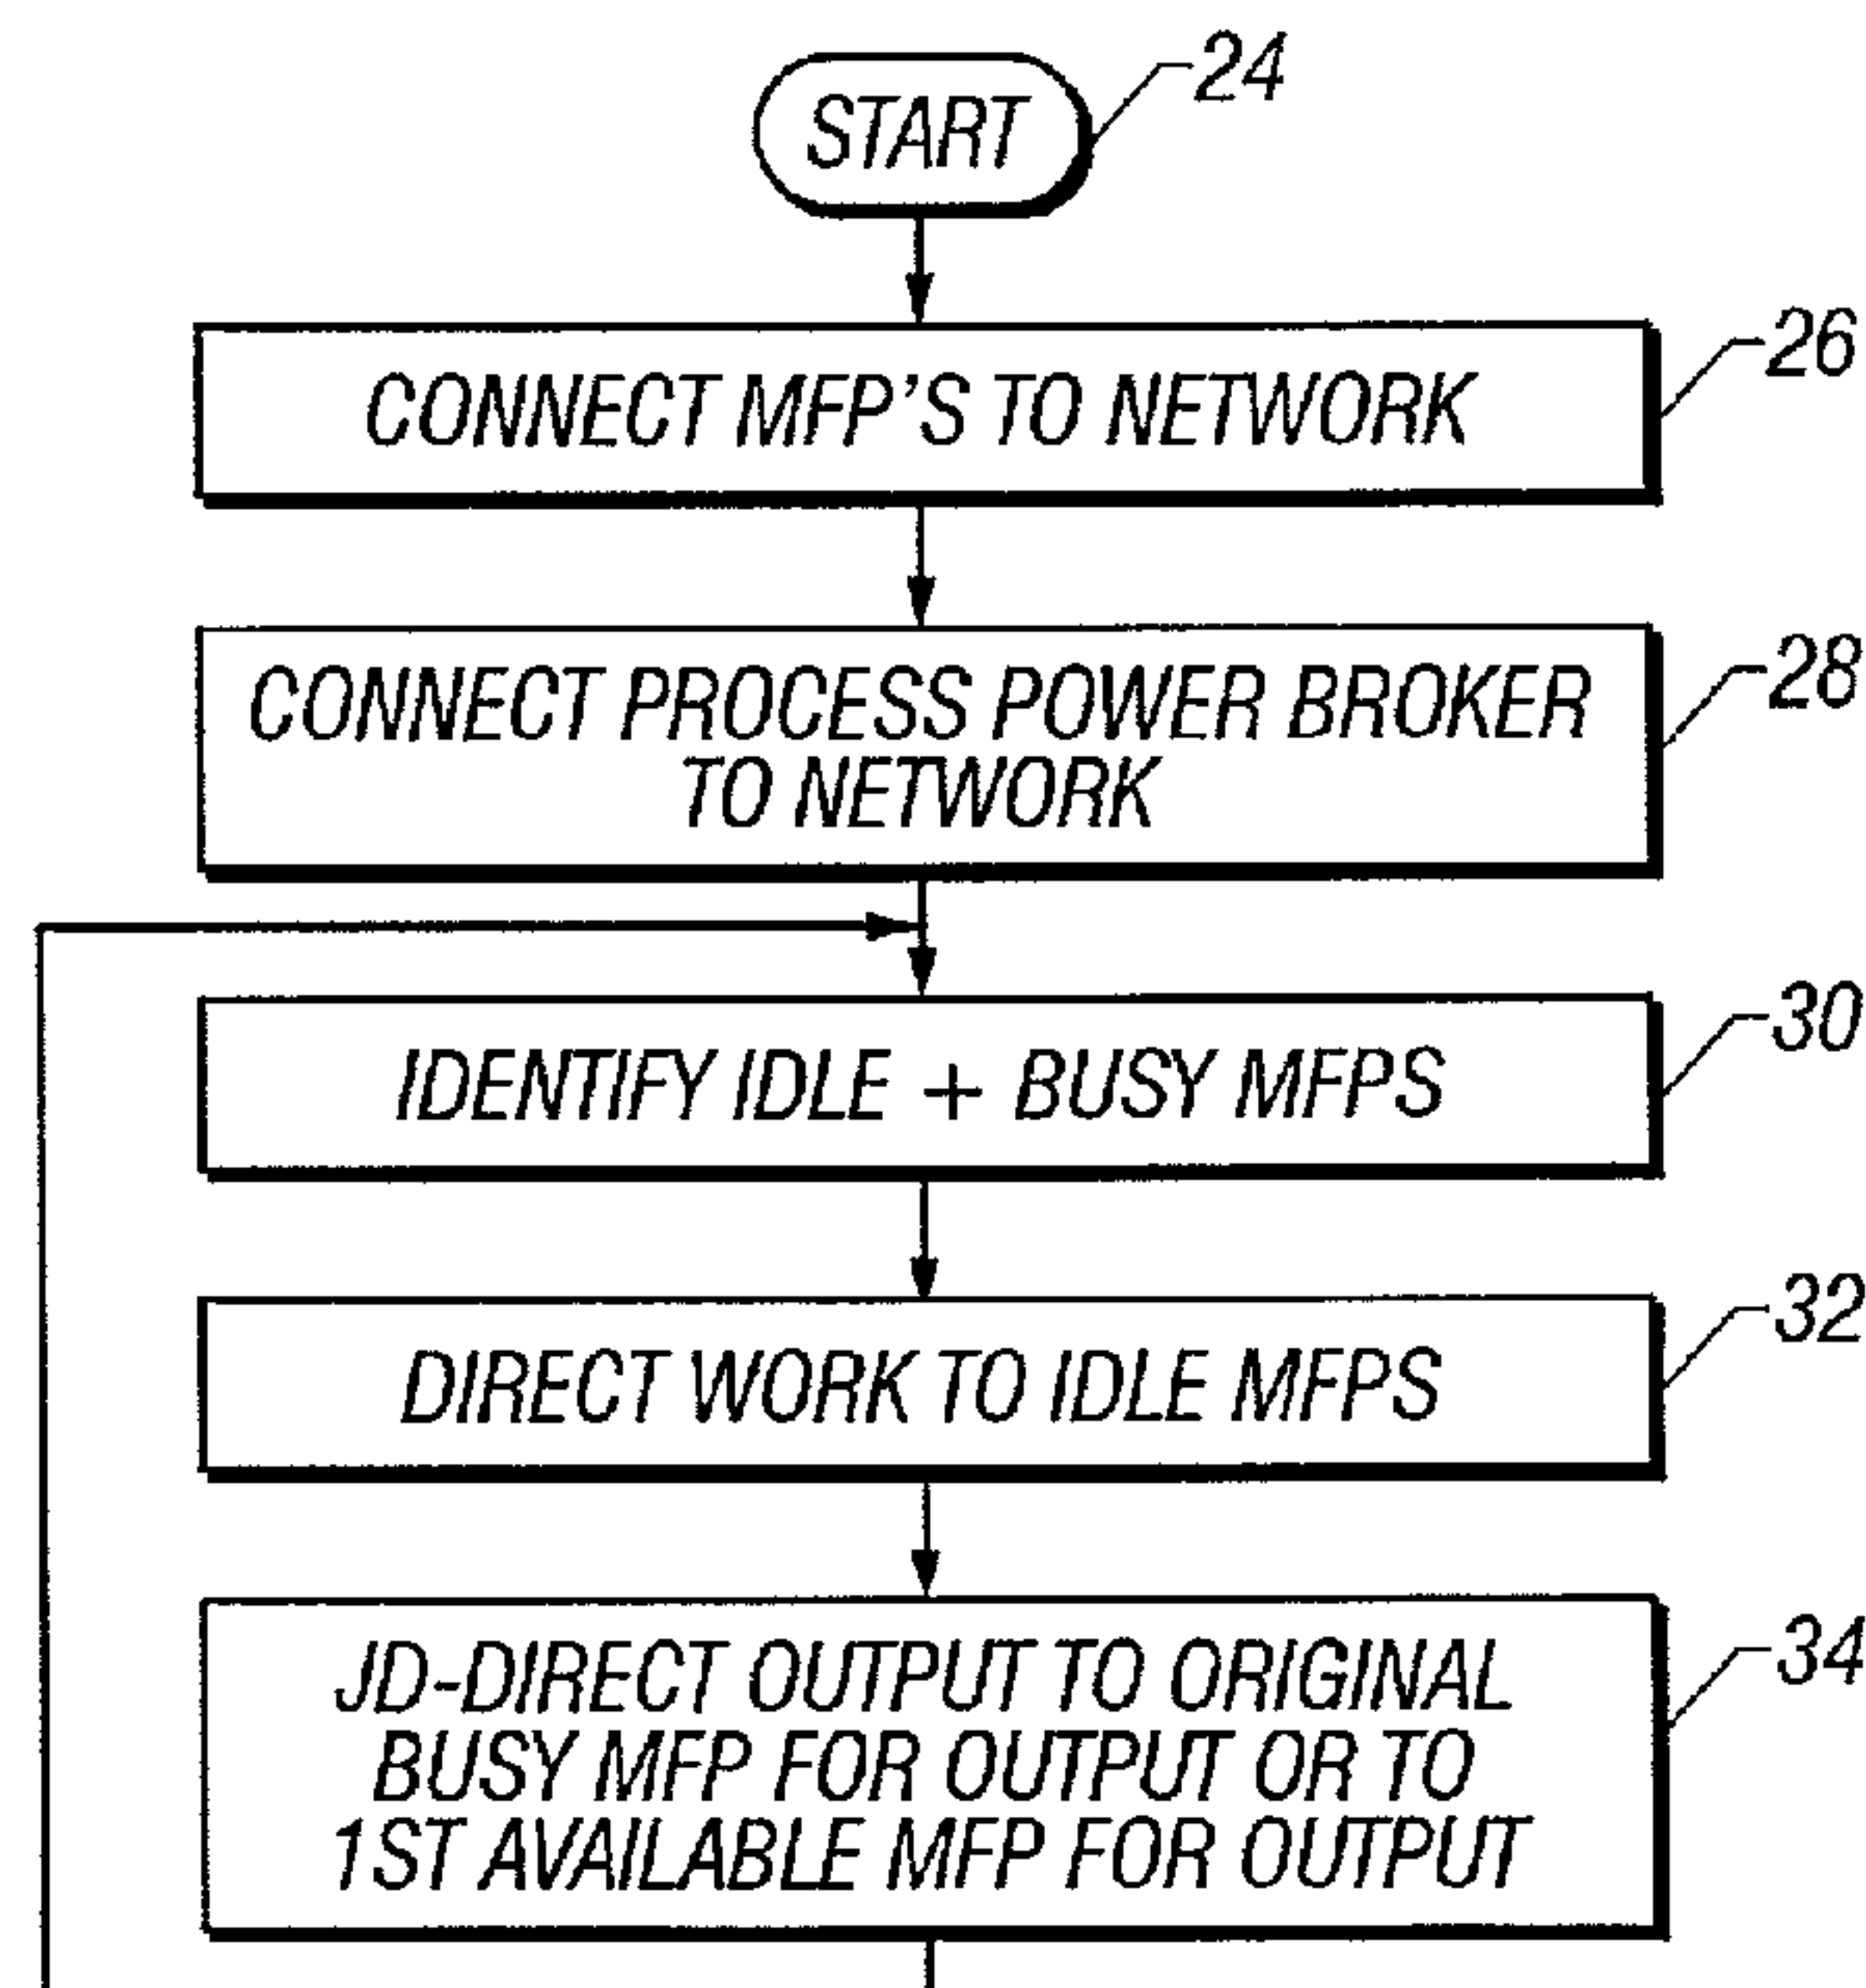 START
24
CONNECT MFP'S TO NETWORK
26
CONNECT PROCESS POWER BROKER
TO NETWORK
28
IDENTIFY IDLE + BUSY MFPS
30
DIRECT WORK TO IDLE MFPS
32
JD-DIRECT OUTPUT TO ORIGINAL
BUSY MFP FOR OUTPUT OR TO
1ST AVAILABLE MFP FOR OUTPUT
34